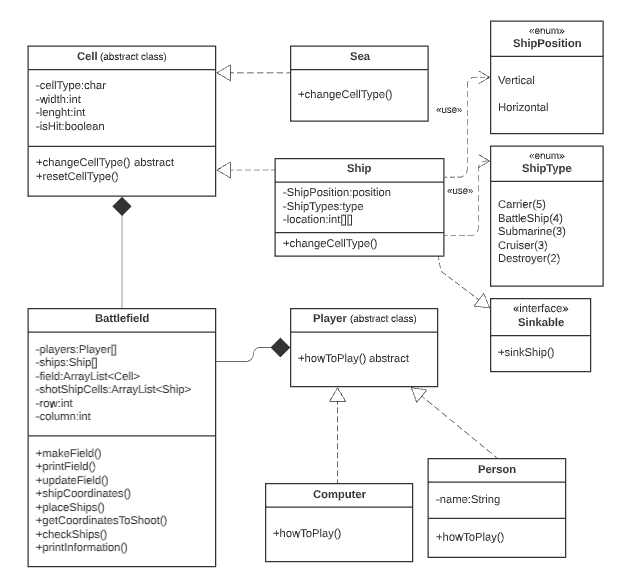 Cell (abstract class)
-cellType:char
-width:int
-lenght:int
-isHit:boolean
+changeCellType() abstract
+resetCellType()
Sea
+changeCellType()
«enum»
ShipPosition
Vertical
Horizontal
«use»
Ship
-ShipPosition:position
-ShipTypes:type
-location:int[][]
+changeCellType()
«use»
«enum»
ShipType
Carrier(5)
BattleShip(4)
Submarine(3)
Cruiser(3)
Destroyer(2)
«interface»
Sinkable
+sinkShip()
Battlefield
-players:Player[]
-ships:Ship[]
-field:ArrayList<Cell>
-shotShipCells:ArrayList<Ship>
-row:int
-column:int
+makeField()
+printField()
+updateField()
+shipCoordinates()
+placeShips()
+getCoordinatesToShoot()
+checkShips()
+printInformation()
Player (abstract class)
+howToPlay() abstract
Computer
+howToPlay()
Person
-name:String
+howToPlay()